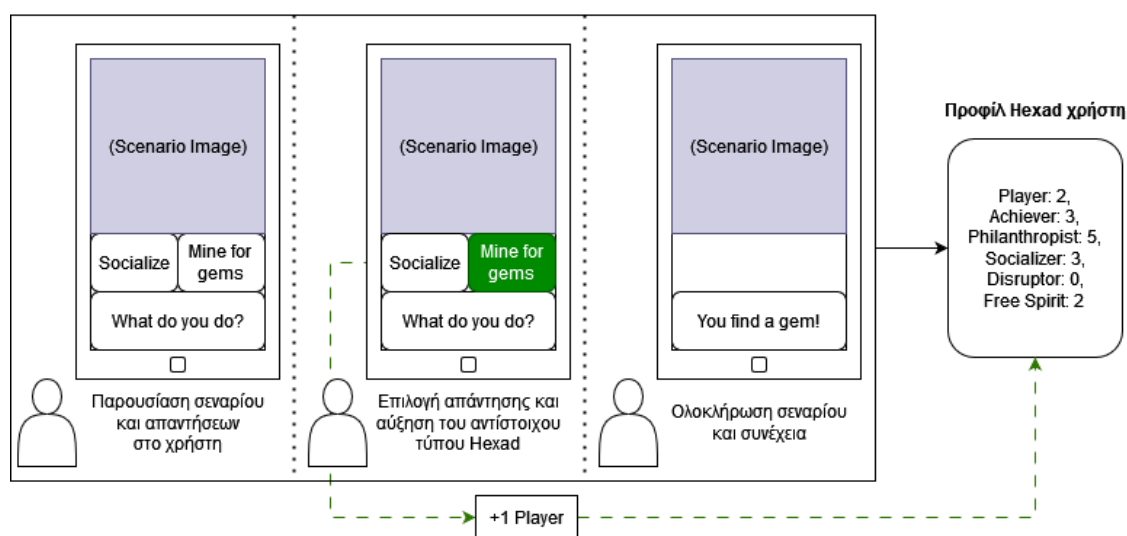 (Scenario Image)
Socialize
Mine for
gems
What do you do?
Παρουσίαση σεναρίου
και απαντήσεων
στο χρήστη
(Scenario Image)
Socialize
Mine for
gems
What do you do?
Επιλογή απάντησης και
αύξηση του αντίστοιχου
τύπου Hexad
(Scenario Image)
You find a gem!
Ολοκλήρωση σεναρίου
και συνέχεια
Προφίλ Hexad χρήστη
Player: 2,
Achiever: 3,
Philanthropist: 5,
Socializer: 3,
Disruptor: 0,
Free Spirit: 2
+1 Player